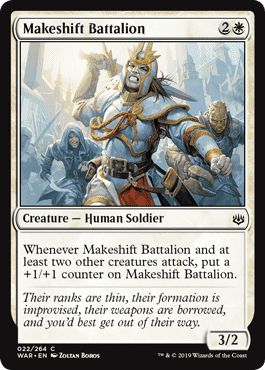 Makeshift Battalion 2
Creature — Human Soldier
Whenever Makeshift Battalion and at
least two other creatures attack, put a
+1/+1 counter on Makeshift Battalion.
Their ranks are thin, their formation is
improvised, their weapons are borrowed,
and you’d best get out of their way.
3/2
022/264 C
WAR • EN ZOLTAN BOROS
™ & © 2019 Wizards of the Coast